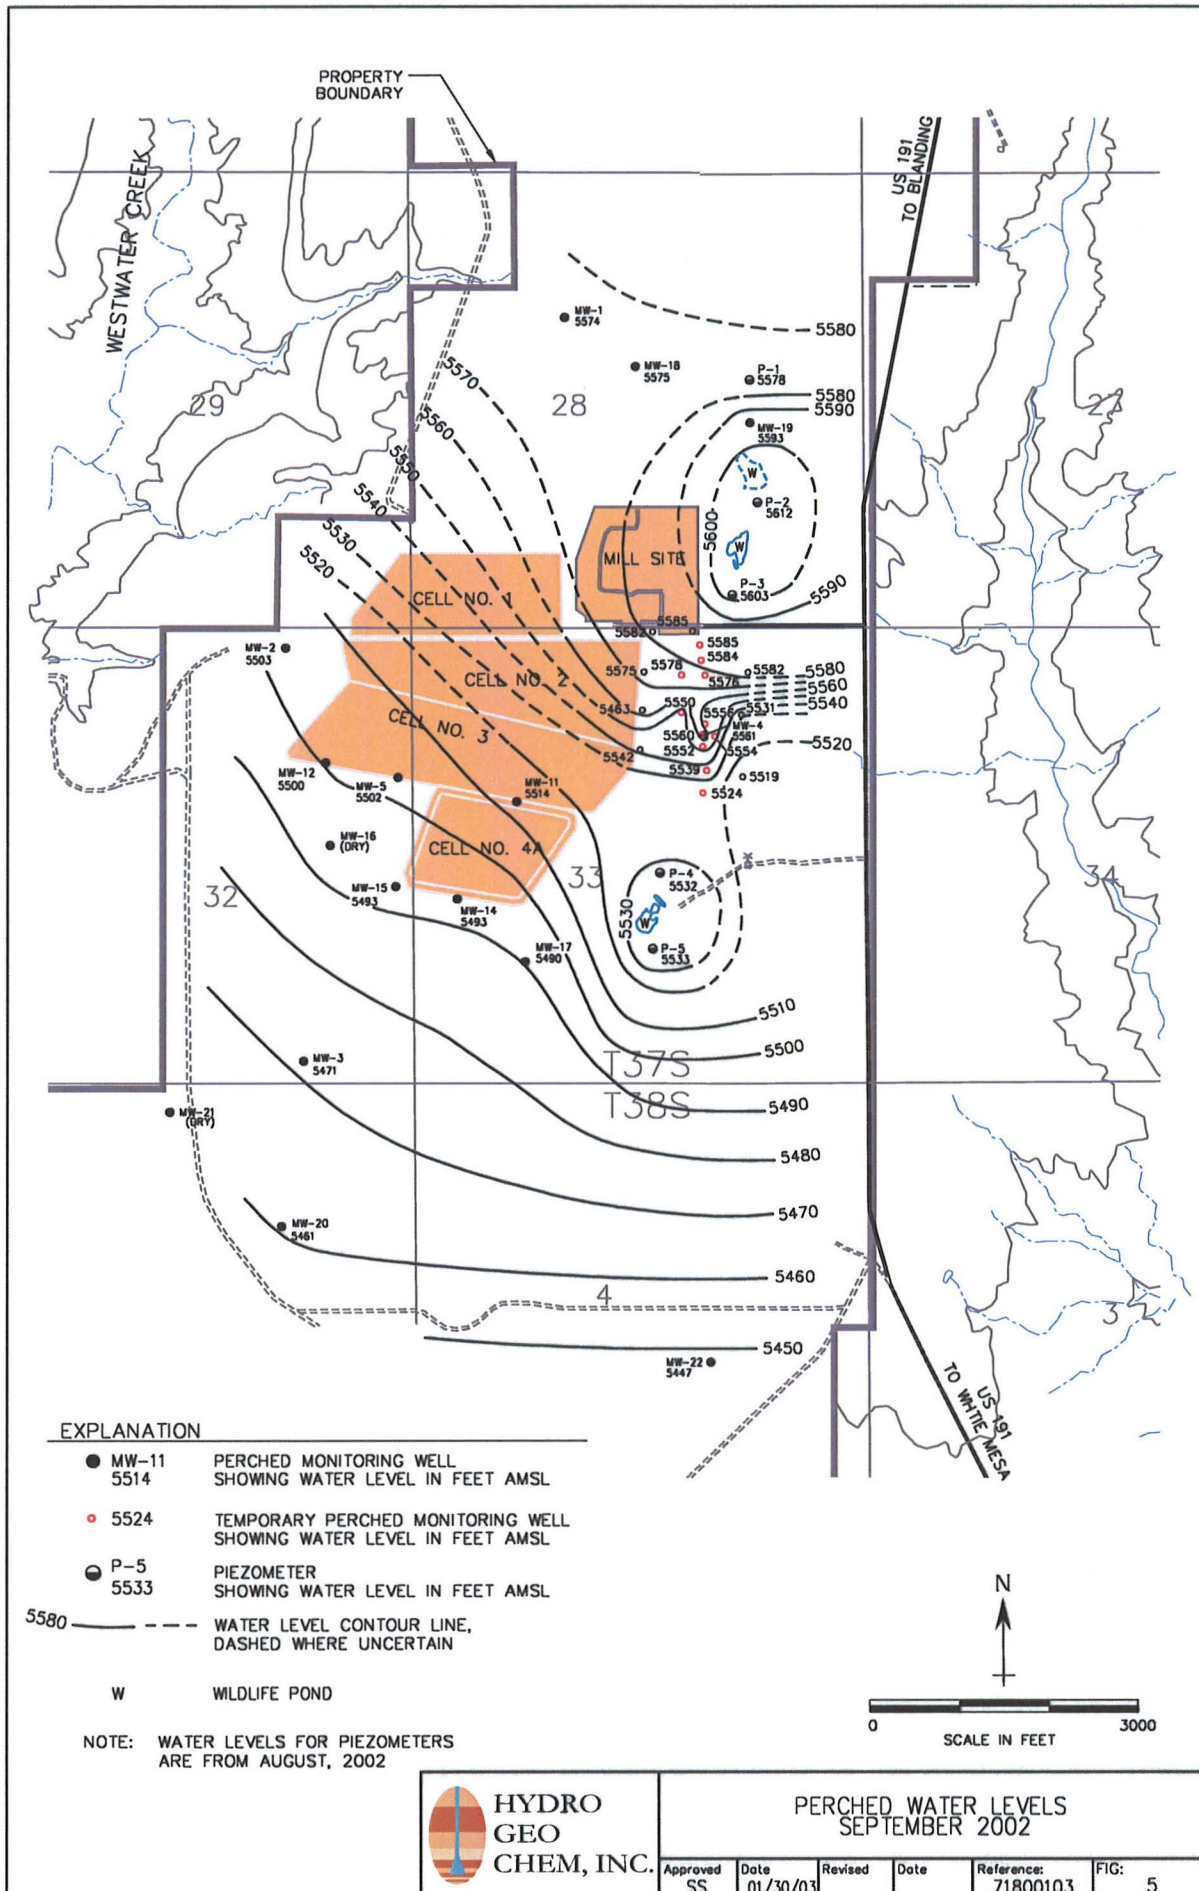 PROPERTY
BOUNDARY
US 191
TO BLANDING
WESTWATER CREEK
MW-1
5574
5580
MW-18
5575
P-1
5578
5570
29
28
5580
5590
5560
MW-19
5593
5550
W
5540
P-2
5612
5530
5600
W
MILL SITE
5520
P-3
5603
5590
CELL NO. 1
5582
5585
5585
5584
MW-2
5503
5575
5578
5576
5582
5580
5560
5540
CELL NO. 2
5463
5550
5556
5531
CELL NO. 3
MW-4
5561
5560
5552
5554
5520
5542
5539
5519
MW-12
5500
MW-5
5502
MW-11
5514
5524
MW-16
(DRY)
CELL NO. 4A
33
P-4
5532
34
32
MW-15
5493
MW-14
5493
5530
W
MW-17
5490
P-5
5533
5510
5500
MW-3
5471
T37S
T38S
MW-21
(DRY)
5490
5480
5470
MW-20
5461
5460
4
3
5450
MW-22
5447
US 191
TO WHTIE MESA
EXPLANATION
MW-11
5514
PERCHED MONITORING WELL
SHOWING WATER LEVEL IN FEET AMSL
5524
TEMPORARY PERCHED MONITORING WELL
SHOWING WATER LEVEL IN FEET AMSL
P-5
5533
PIEZOMETER
SHOWING WATER LEVEL IN FEET AMSL
5580
WATER LEVEL CONTOUR LINE,
DASHED WHERE UNCERTAIN
W
WILDLIFE POND
NOTE: WATER LEVELS FOR PIEZOMETERS
ARE FROM AUGUST, 2002
N
0 3000
SCALE IN FEET
HYDRO
GEO
CHEM, INC.
PERCHED WATER LEVELS
SEPTEMBER 2002
Approved Date Revised Date Reference: FIG:
SS 01/30/03 71800103 5